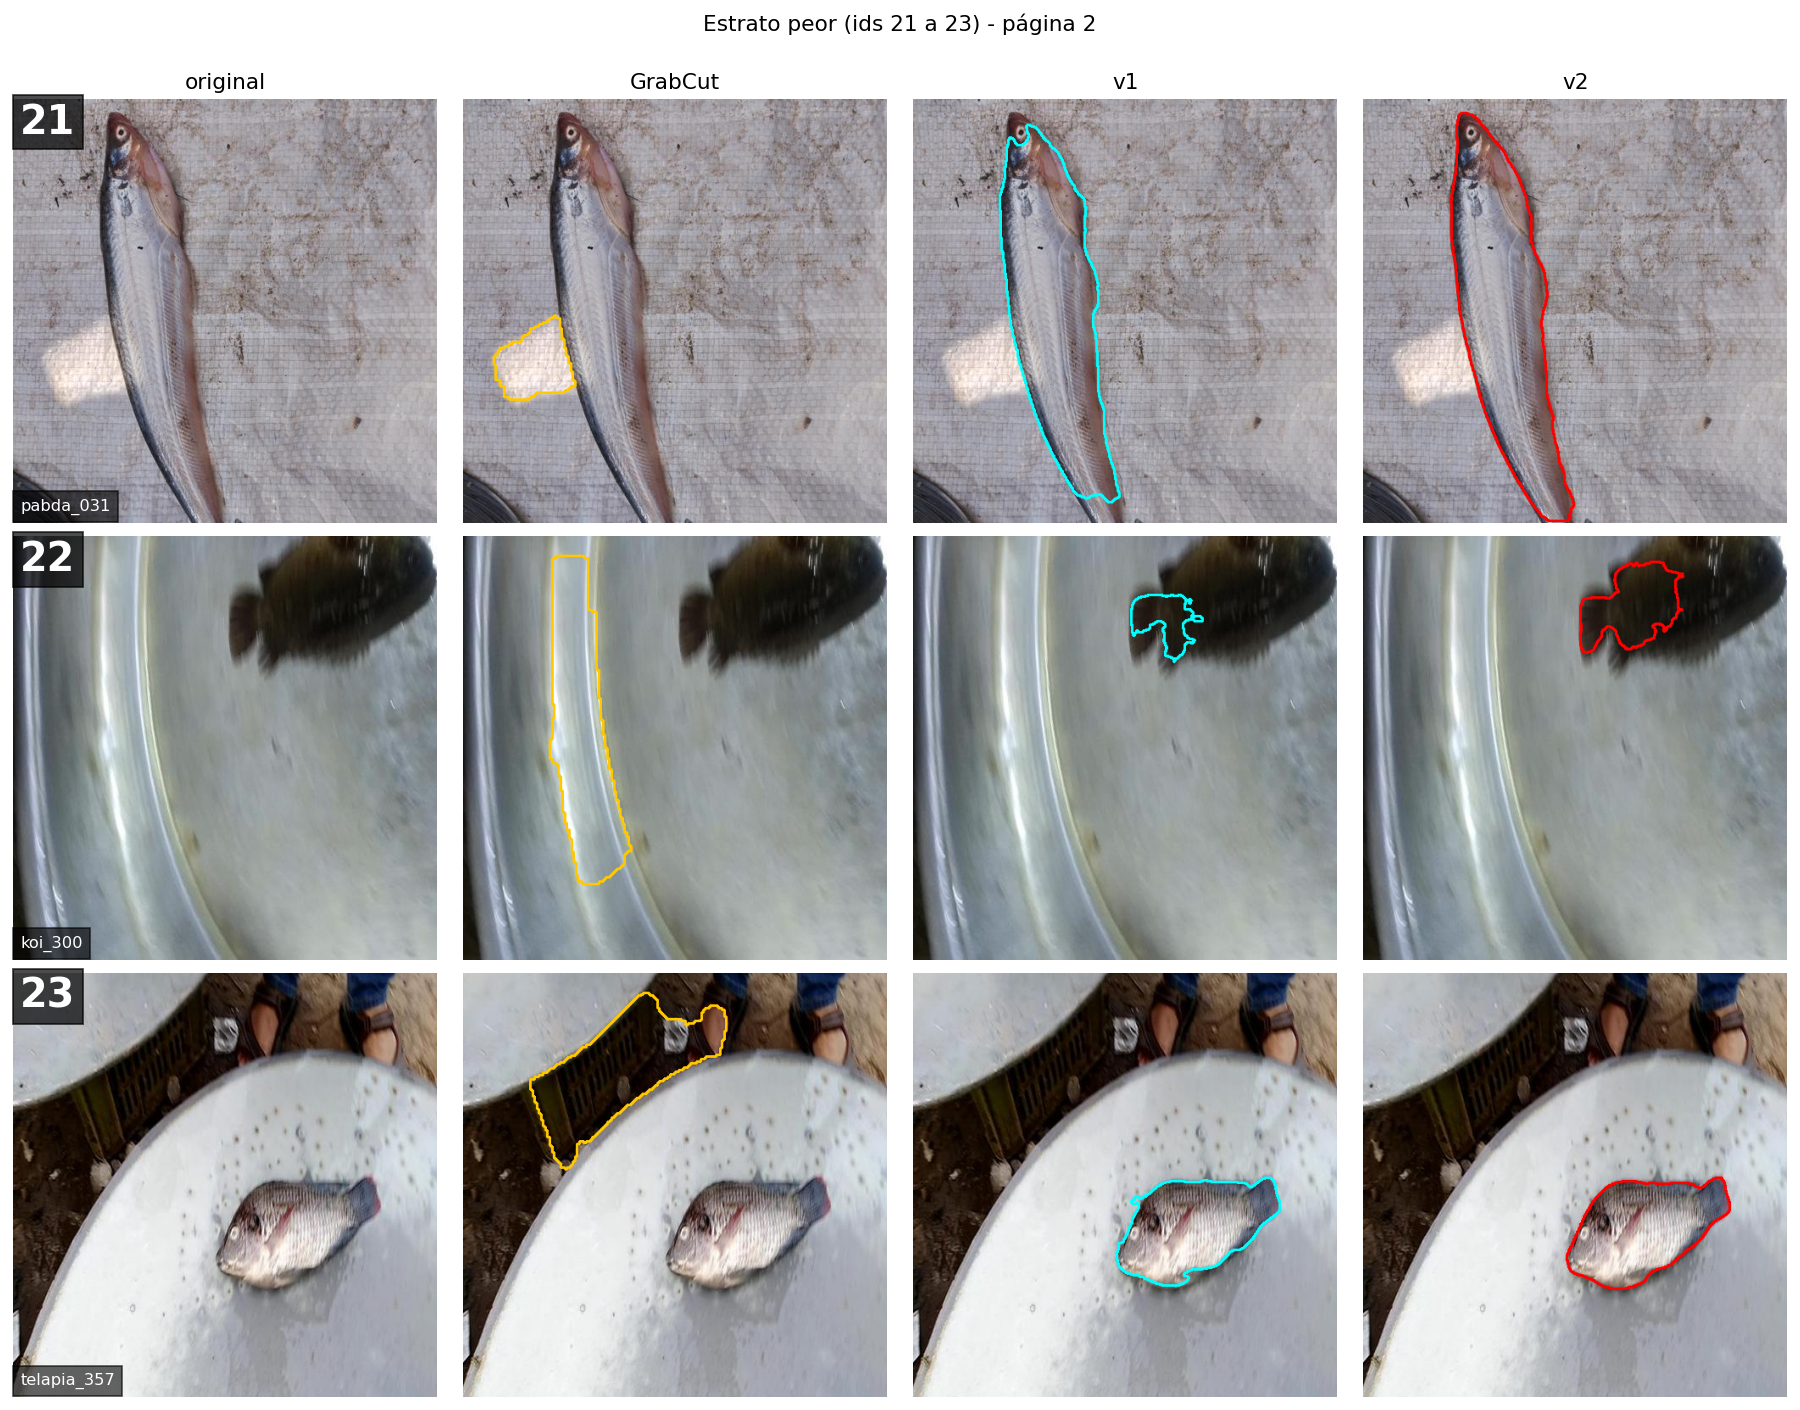 Estrato peor (ids 21 a 23) - página 2
original GrabCut v1 v2
21
pabda_031
22
koi_300
23
telapia_357